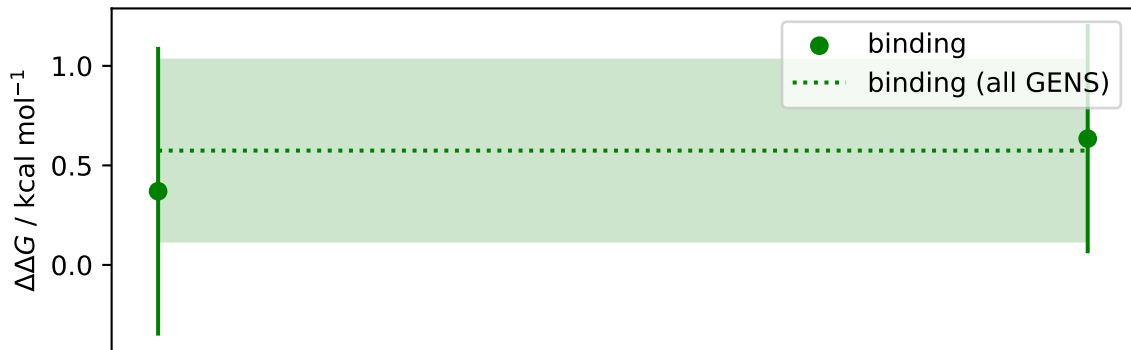 ΔΔG / kcal mol⁻¹
1.0
0.5
0.0
binding
binding (all GENS)